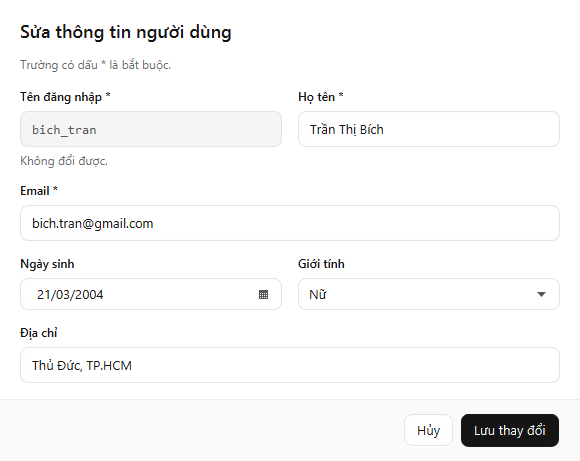 Sửa thông tin người dùng
Trường có dấu * là bắt buộc.
Tên đăng nhập * Họ tên *
bich_tran Trần Thị Bích
Không đổi được.
Email *
bich.tran@gmail.com
Ngày sinh Giới tính
21/03/2004 Nữ
Địa chỉ
Thủ Đức, TP.HCM
Hủy Lưu thay đổi